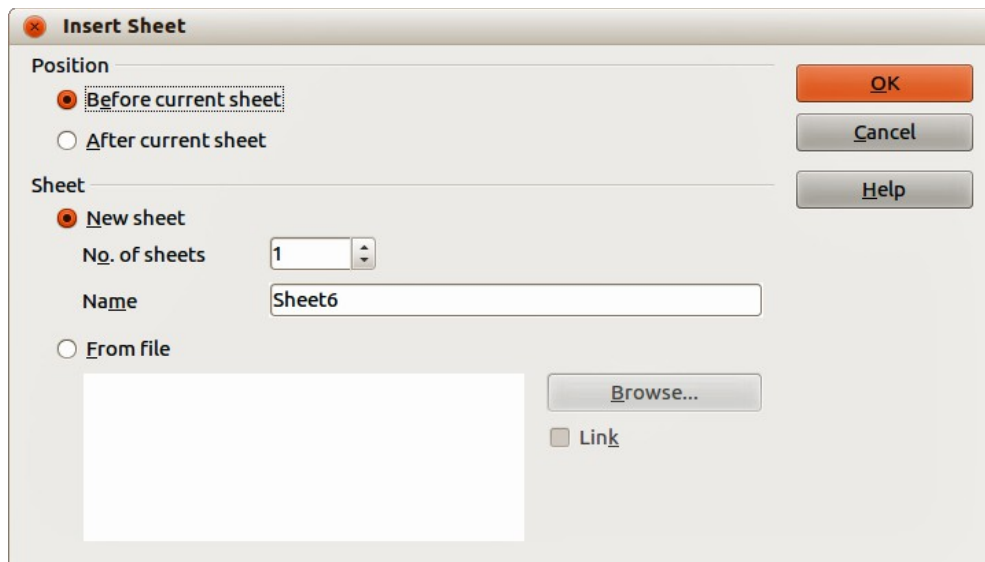 Insert Sheet
Position
Before current sheet
After current sheet
OK
Cancel
Help
Sheet
New sheet
No. of sheets 1
Name Sheet6
From file
Browse...
Link